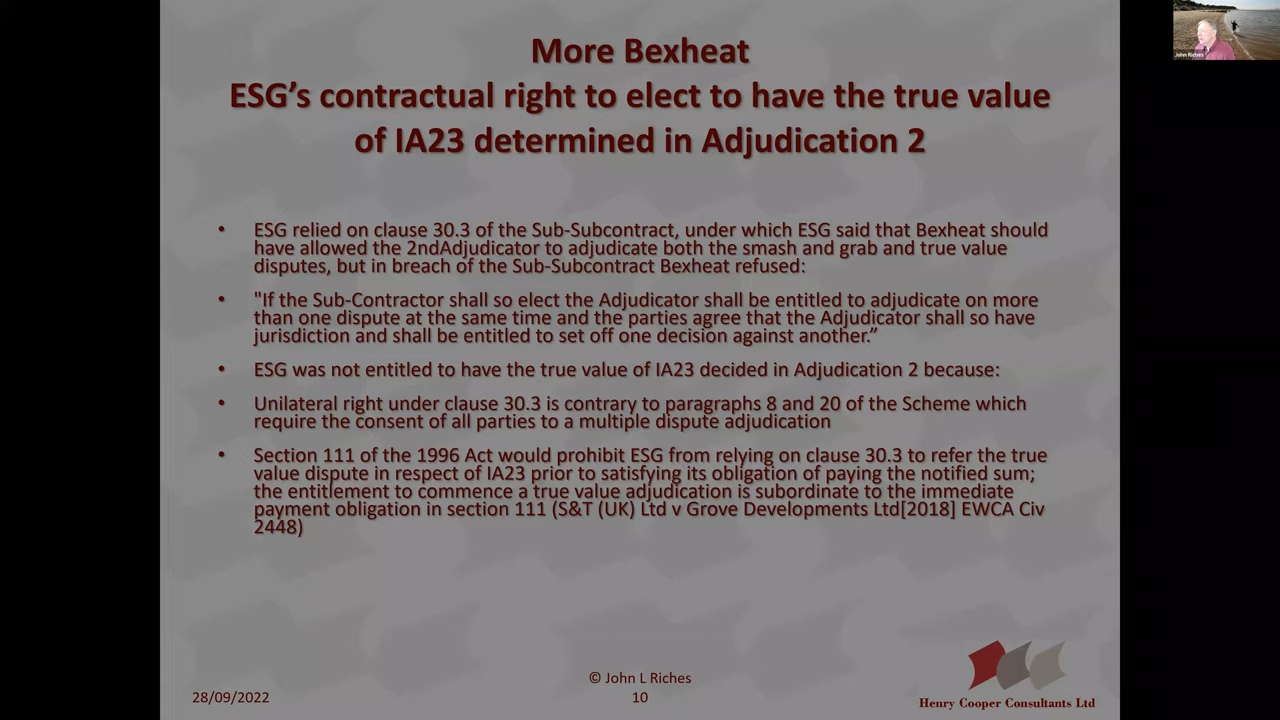 More Bexheat
ESG’s contractual right to elect to have the true value
of IA23 determined in Adjudication 2
• ESG relied on clause 30.3 of the Sub-Subcontract, under which ESG said that Bexheat should
have allowed the 2ndAdjudicator to adjudicate both the smash and grab and true value
disputes, but in breach of the Sub-Subcontract Bexheat refused:
• "If the Sub-Contractor shall so elect the Adjudicator shall be entitled to adjudicate on more
than one dispute at the same time and the parties agree that the Adjudicator shall so have
jurisdiction and shall be entitled to set off one decision against another.”
• ESG was not entitled to have the true value of IA23 decided in Adjudication 2 because:
• Unilateral right under clause 30.3 is contrary to paragraphs 8 and 20 of the Scheme which
require the consent of all parties to a multiple dispute adjudication
• Section 111 of the 1996 Act would prohibit ESG from relying on clause 30.3 to refer the true
value dispute in respect of IA23 prior to satisfying its obligation of paying the notified sum;
the entitlement to commence a true value adjudication is subordinate to the immediate
payment obligation in section 111 (S&T (UK) Ltd v Grove Developments Ltd[2018] EWCA Civ
2448)
28/09/2022
© John L Riches
10
Henry Cooper Consultants Ltd
John Riches